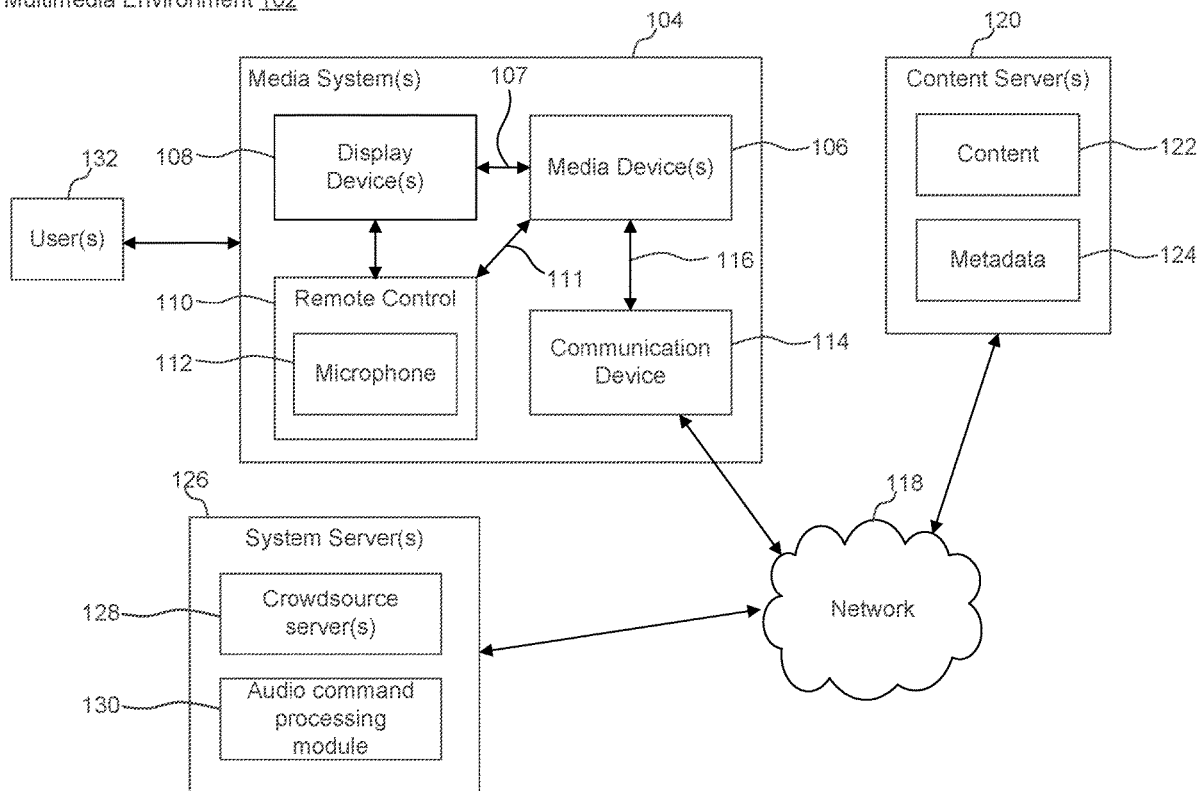 Multimedia Environment 102
104
120
Media System(s)
107
Content Server(s)
108
Display
Device(s)
Media Device(s)
106
Content
122
132
User(s)
Metadata
124
116
111
110
Remote Control
112
Microphone
Communication
Device
114
126
118
System Server(s)
128
Crowdsource
server(s)
Network
130
Audio command
processing
module